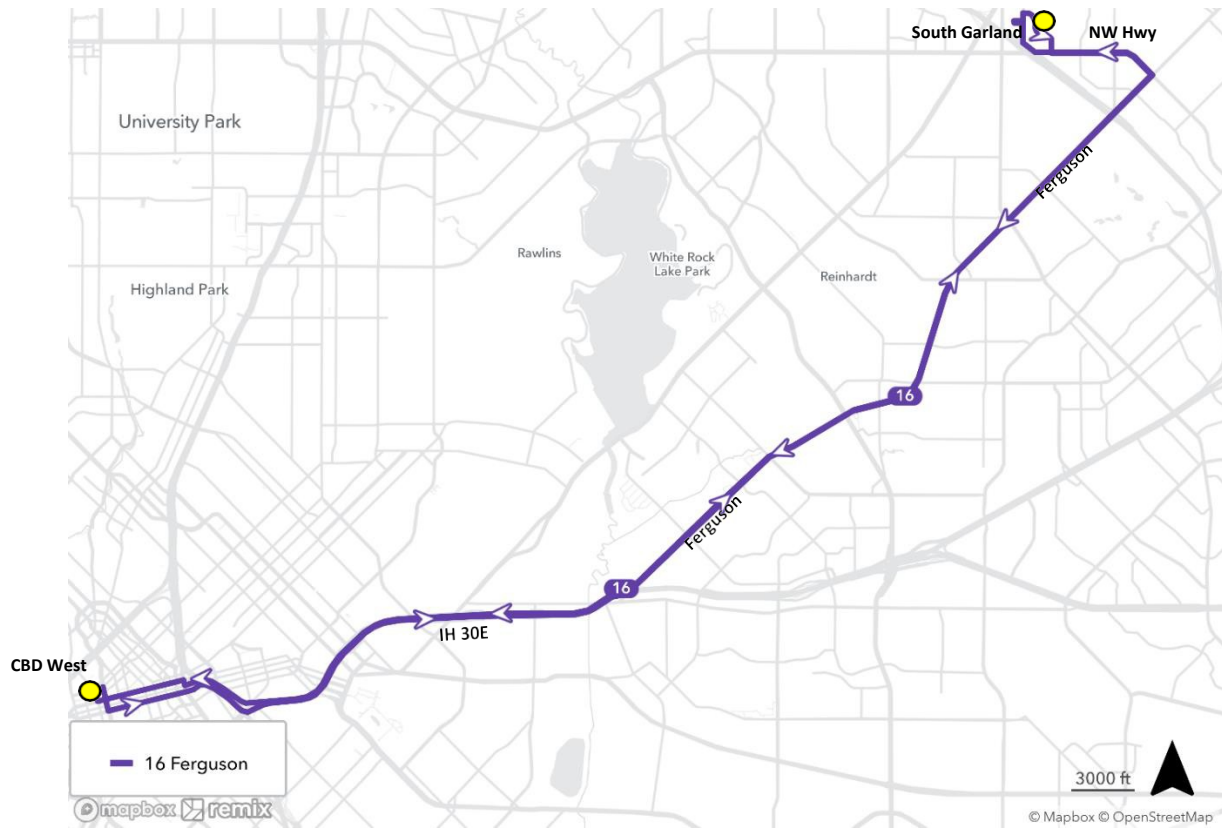 South Garland
NW Hwy
University Park
Ferguson
Rawlins
White Rock
Lake Park
Reinhardt
Highland Park
16
Ferguson
16
IH 30E
CBD West
16 Ferguson
3000 ft
mapbox remix
© Mapbox © OpenStreetMap